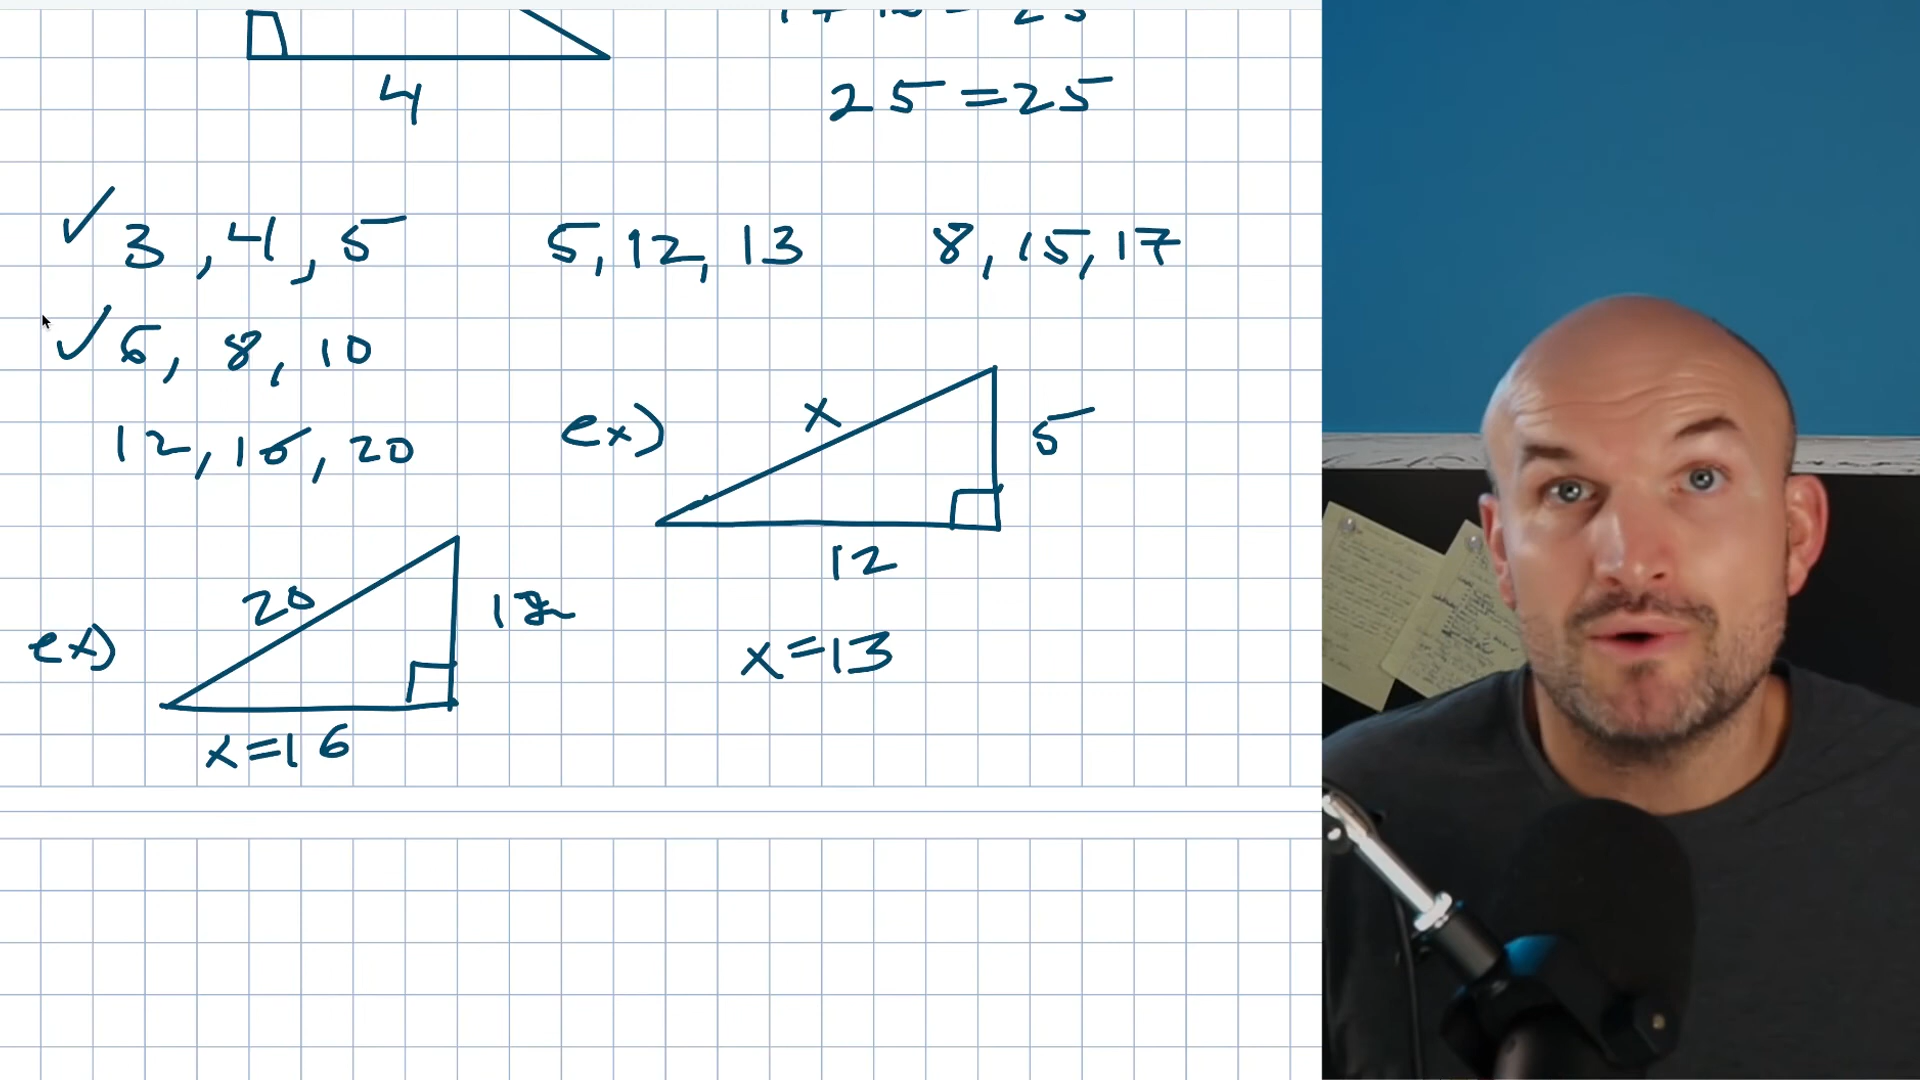 4
25=25
✓3, 4, 5
5, 12, 13
8, 15, 17
✓6, 8, 10
12, 16, 20
ex)
x
5
12
x=13
ex)
20
12
x=16